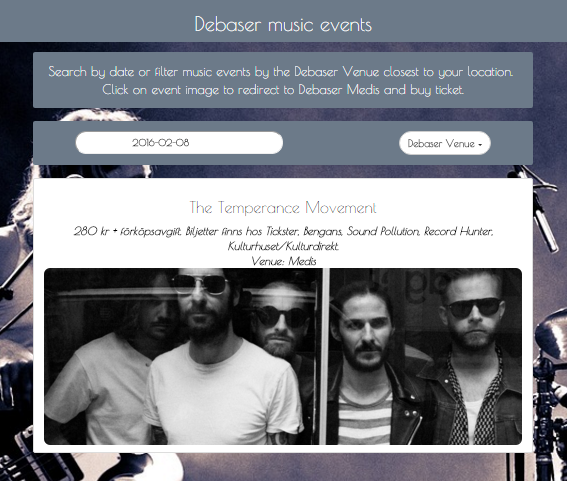 Debaser music events
Search by date or filter music events by the Debaser Venue closest to your location.
Click on event image to redirect to Debaser Medis and buy ticket.
2016-02-08
Debaser Venue
The Temperance Movement
280 kr + förköpsavgift. Biljetter finns hos Tickster, Bengans, Sound Pollution, Record Hunter,
Kulturhuset/Kulturdirekt.
Venue: Medis